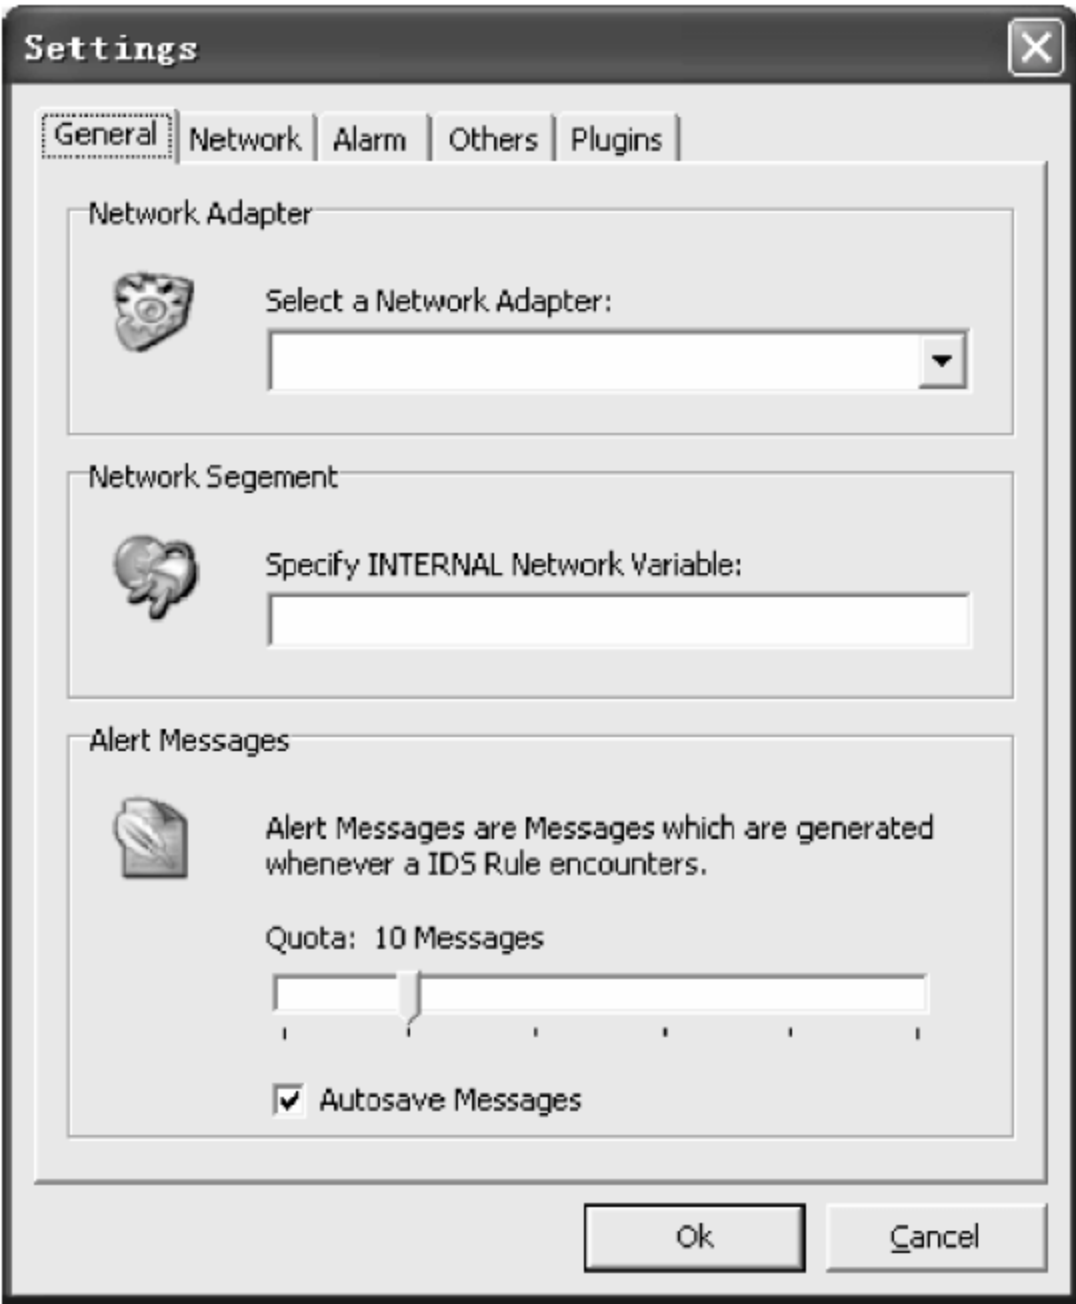 Settings
General Network Alarm Others Plugins
Network Adapter
Select a Network Adapter:
Network Segement
Specify INTERNAL Network Variable:
Alert Messages
Alert Messages are Messages which are generated
whenever a IDS Rule encounters.
Quota: 10 Messages
Autosave Messages
Ok Cancel